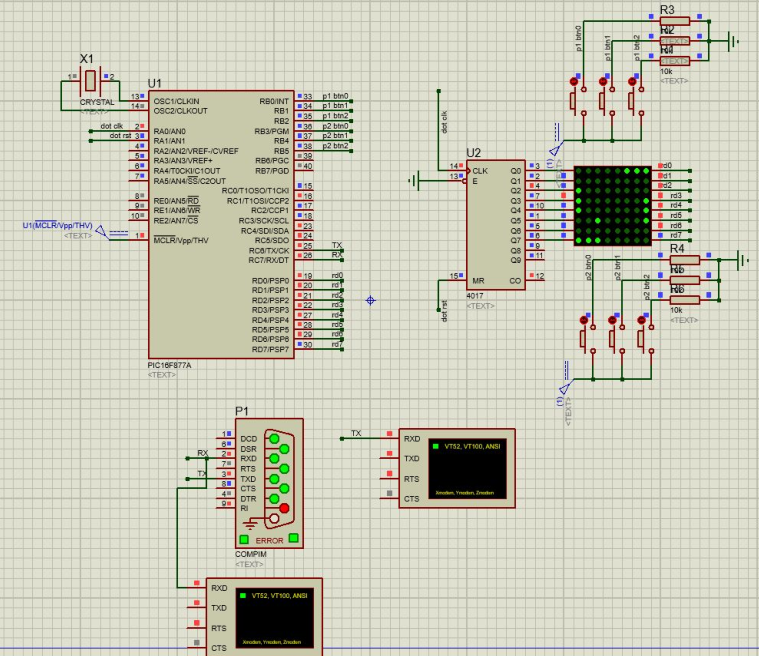 R3
R2
R1
10k
<TEXT>
p1 btn0
p1 btn1
p1 btn2
(1)
<TEXT>
X1
1
2
CRYSTAL
<TEXT>
U1
13 OSC1/CLKIN
14 OSC2/CLKOUT
dot clk 2 RA0/AN0
dot rst 3 RA1/AN1
4 RA2/AN2/VREF-/CVREF
5 RA3/AN3/VREF+
6 RA4/T0CKI/C1OUT
7 RA5/AN4/SS/C2OUT
8 RE0/AN5/RD
9 RE1/AN6/WR
10 RE2/AN7/CS
U1(MCLR/Vpp/THV)
<TEXT>
1 MCLR/Vpp/THV
RB0/INT 33 p1 btn0
RB1 34 p1 btn1
RB2 35 p1 btn2
RB3/PGM 36 p2 btn0
RB4 37 p2 btn1
RB5 38 p2 btn2
RB6/PGC 39
RB7/PGD 40
RC0/T1OSO/T1CKI 15
RC1/T1OSI/CCP2 16
RC2/CCP1 17
RC3/SCK/SCL 18
RC4/SDI/SDA 23
RC5/SDO 24
RC6/TX/CK 25 TX
RC7/RX/DT 26 RX
RD0/PSP0 19 rd0
RD1/PSP1 20 rd1
RD2/PSP2 21 rd2
RD3/PSP3 22 rd3
RD4/PSP4 27 rd4
RD5/PSP5 28 rd5
RD6/PSP6 29 rd6
RD7/PSP7 30 rd7
PIC16F877A
<TEXT>
dot clk
U2
14 CLK
13 E
15 MR
Q0 3
Q1 2
Q2 4
Q3 7
Q4 10
Q5 1
Q6 5
Q7 6
Q8 9
Q9 11
CO 12
4017
<TEXT>
dot rst
rd0
rd1
rd2
rd3
rd4
rd5
rd6
rd7
R4
R5
R6
10k
<TEXT>
p2 btn0
p2 btn1
p2 btn2
(1)
<TEXT>
P1
1 DCD
6 DSR
RX 2 RXD
7 RTS
TX 3 TXD
8 CTS
4 DTR
9 RI
ERROR
COMPIM
<TEXT>
TX
RXD
TXD
RTS
CTS
VT52, VT100, ANSI
Xmodem, Ymodem, Zmodem
RXD
TXD
RTS
CTS
VT52, VT100, ANSI
Xmodem, Ymodem, Zmodem